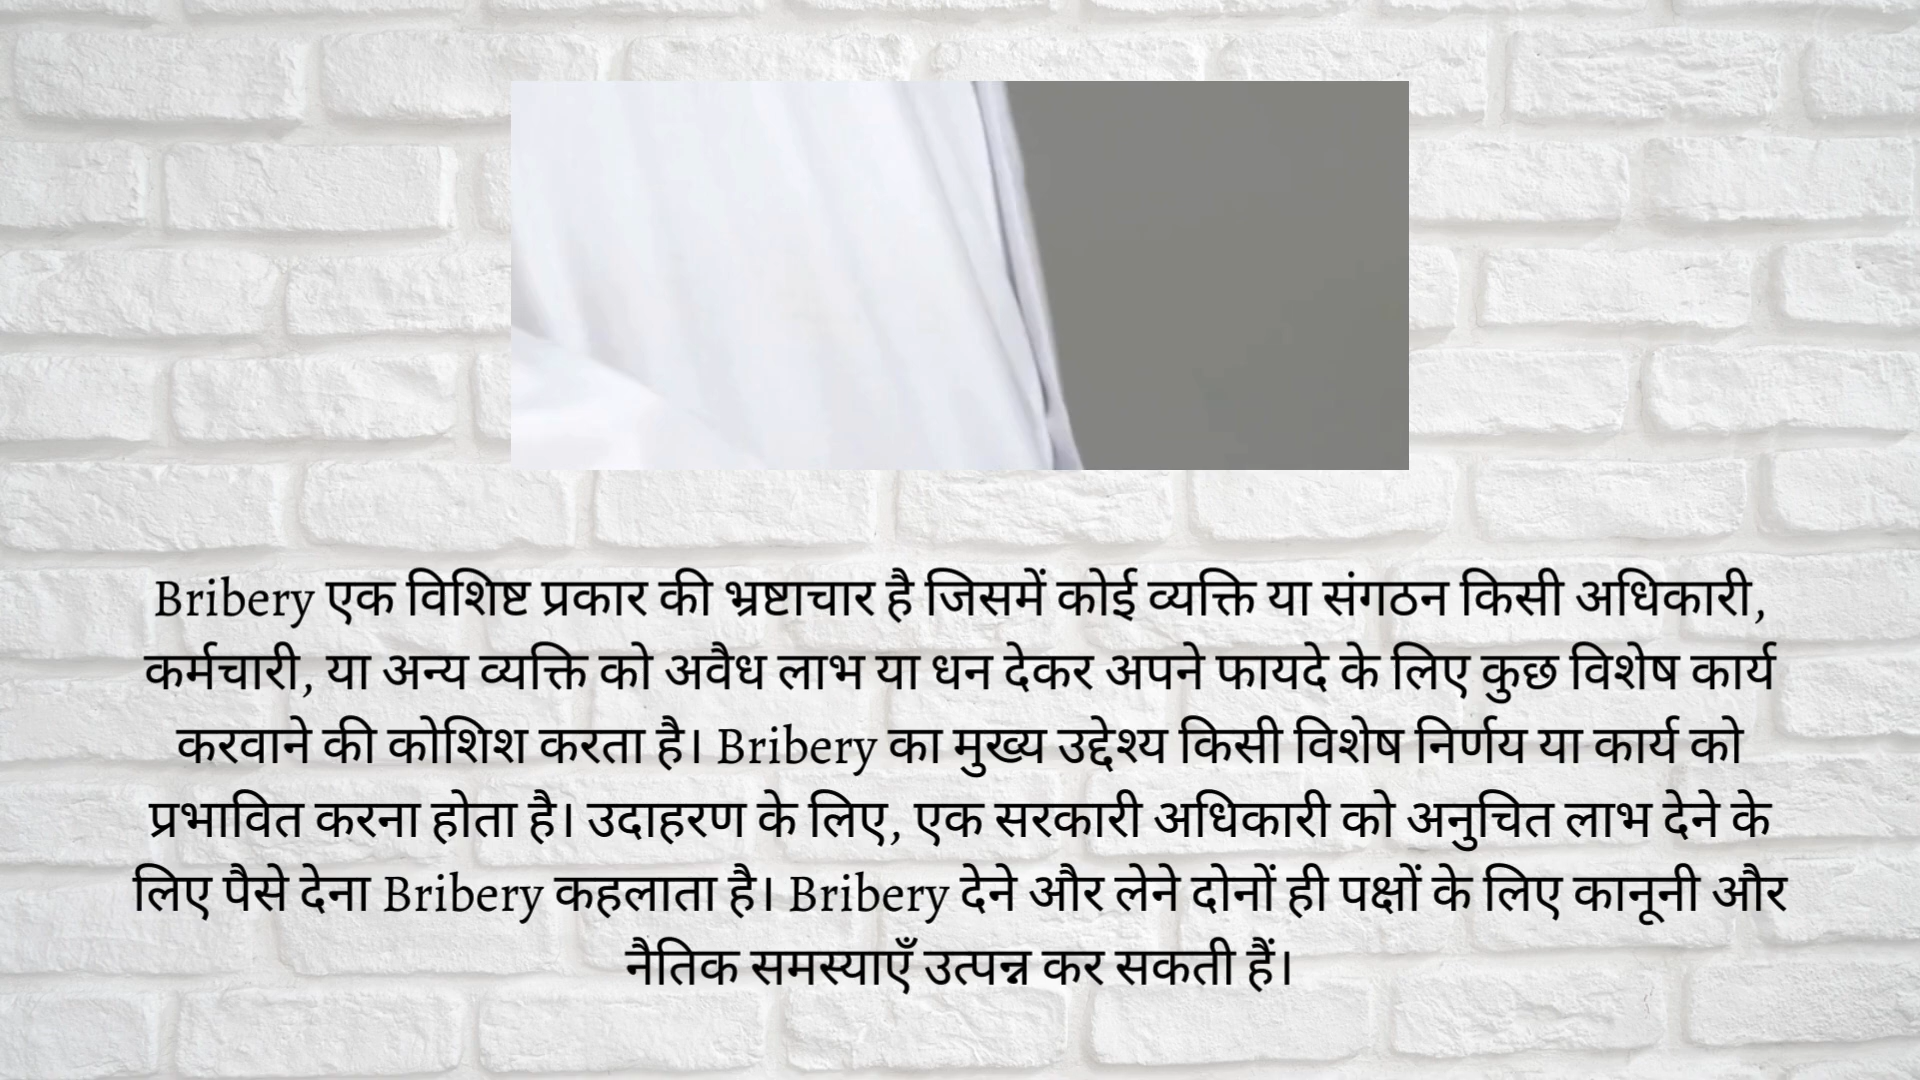 Bribery एक विशिष्ट प्रकार की भ्रष्टाचार है जिसमें कोई व्यक्ति या संगठन किसी अधिकारी,
कर्मचारी, या अन्य व्यक्ति को अवैध लाभ या धन देकर अपने फायदे के लिए कुछ विशेष कार्य
करवाने की कोशिश करता है। Bribery का मुख्य उद्देश्य किसी विशेष निर्णय या कार्य को
प्रभावित करना होता है। उदाहरण के लिए, एक सरकारी अधिकारी को अनुचित लाभ देने के
लिए पैसे देना Bribery कहलाता है। Bribery देने और लेने दोनों ही पक्षों के लिए कानूनी और
नैतिक समस्याएँ उत्पन्न कर सकती हैं।